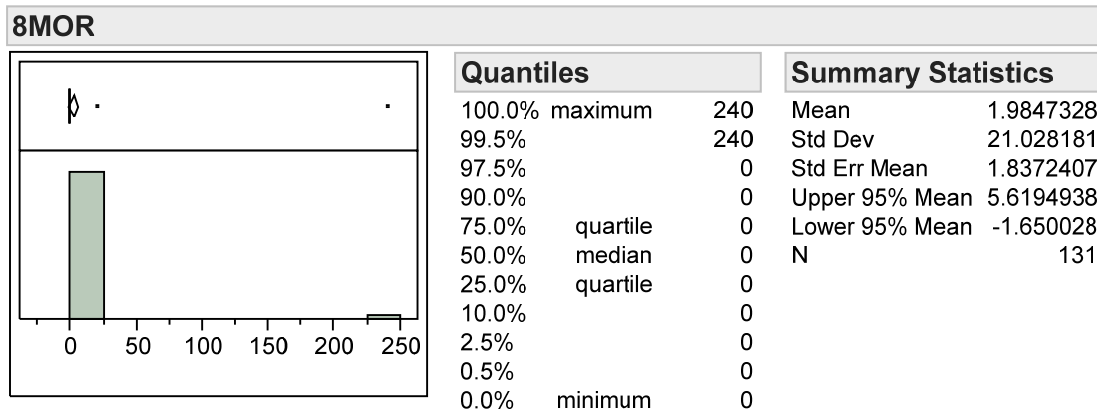 8MOR
0 50 100 150 200 250
Quantiles
100.0% maximum 240
99.5% 240
97.5% 0
90.0% 0
75.0% quartile 0
50.0% median 0
25.0% quartile 0
10.0% 0
2.5% 0
0.5% 0
0.0% minimum 0
Summary Statistics
Mean 1.9847328
Std Dev 21.028181
Std Err Mean 1.8372407
Upper 95% Mean 5.6194938
Lower 95% Mean -1.650028
N 131